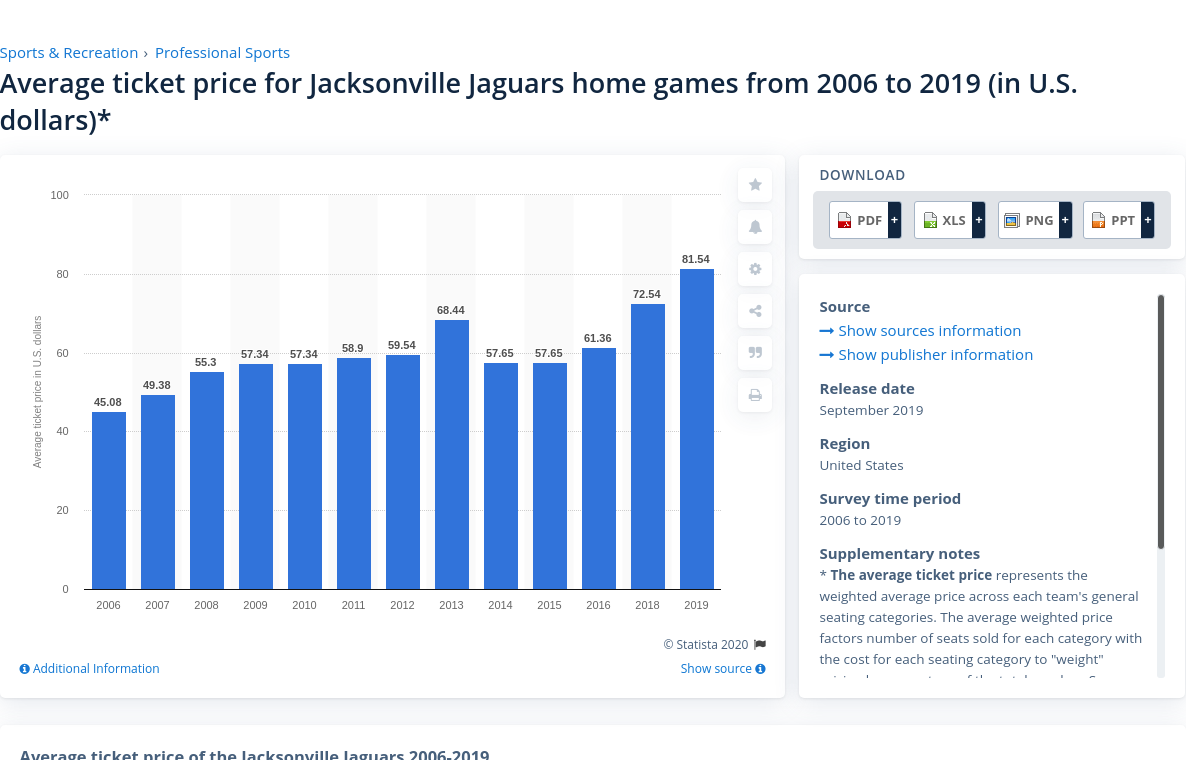 Sports & Recreation › Professional Sports
Average ticket price for Jacksonville Jaguars home games from 2006 to 2019 (in U.S.
dollars)*
Average ticket price in U.S. dollars
100
80
60
40
20
0
45.08
49.38
55.3
57.34
57.34
58.9
59.54
68.44
57.65
57.65
61.36
72.54
81.54
2006 2007 2008 2009 2010 2011 2012 2013 2014 2015 2016 2018 2019
© Statista 2020
Additional Information
Show source
DOWNLOAD
PDF + XLS + PNG + PPT +
Source
Show sources information
Show publisher information
Release date
September 2019
Region
United States
Survey time period
2006 to 2019
Supplementary notes
* The average ticket price represents the
weighted average price across each team's general
seating categories. The average weighted price
factors number of seats sold for each category with
the cost for each seating category to "weight"
Average ticket price of the Jacksonville Jaguars 2006-2019